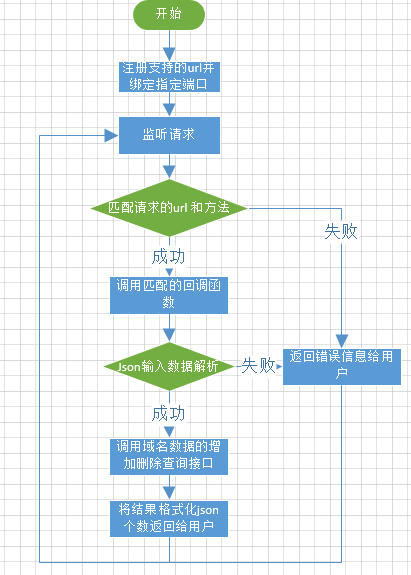 开始
注册支持的url并
绑定指定端口
监听请求
匹配请求的url 和方法
失败
成功
调用匹配的回调函
数
Json输入数据解析
失败
返回错误信息给用
户
成功
调用域名数据的增
加删除查询接口
将结果格式化json
个数返回给用户